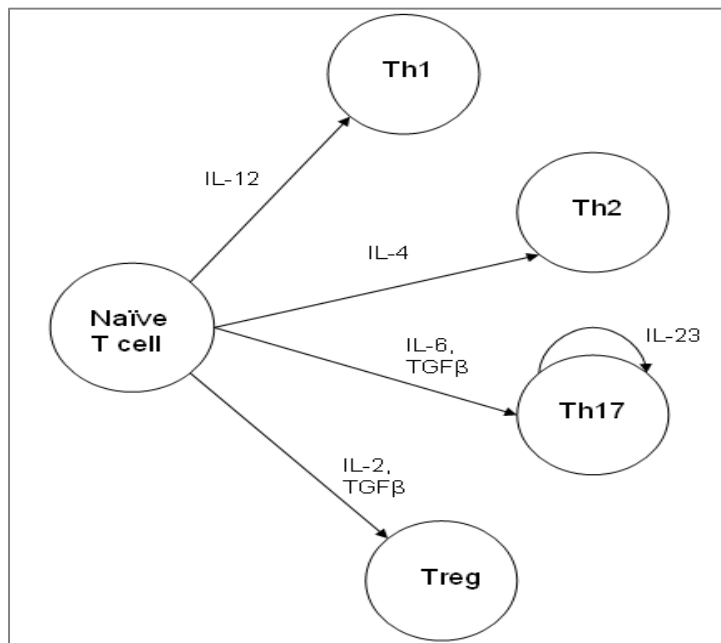 Th1
IL-12
Th2
IL-4
Naïve
T cell
IL-6,
TGFβ
IL-23
Th17
IL-2,
TGFβ
Treg